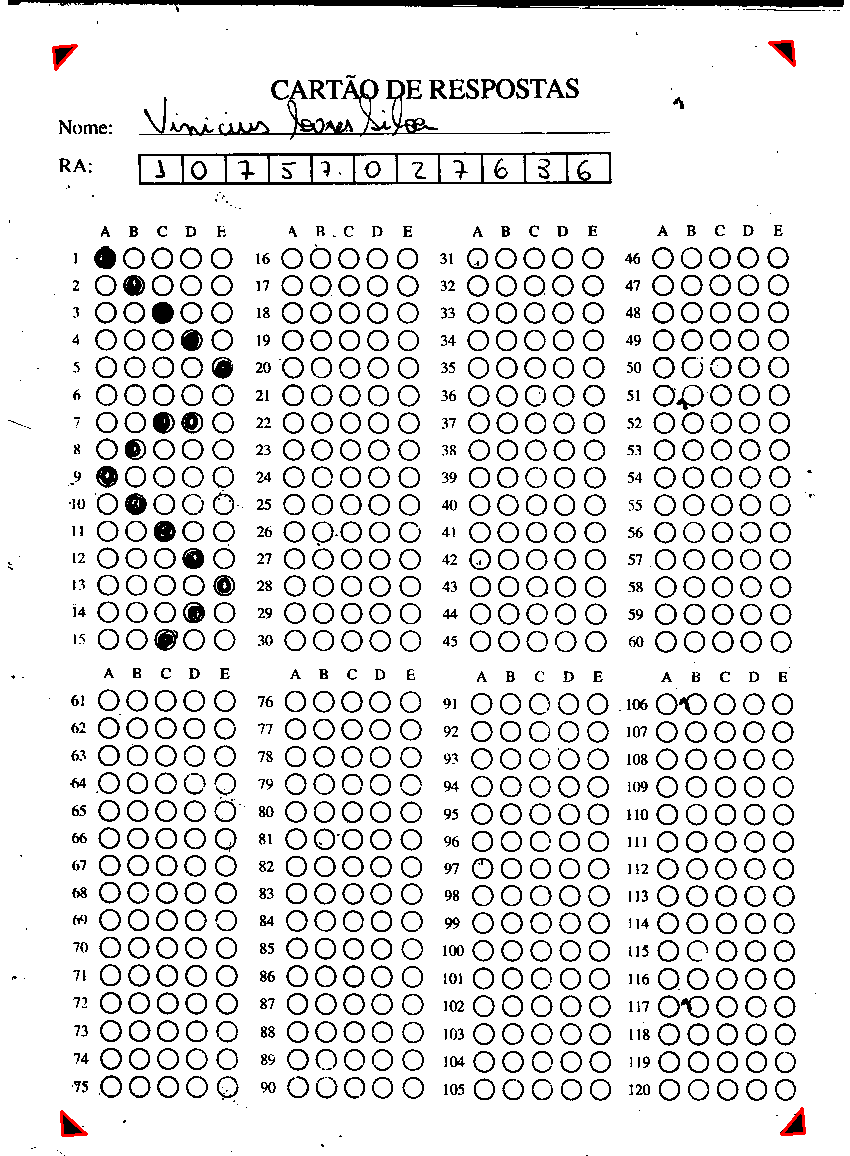 CARTÃO DE RESPOSTAS
Nome: Vinicius Soares Silva
RA: 1 0 7 5 7. 0 2 7 6 3 6
A B C D E A B C D E A B C D E A B C D E
1 16 31 46
2 17 32 47
3 18 33 48
4 19 34 49
5 20 35 50
6 21 36 51
7 22 37 52
8 23 38 53
9 24 39 54
10 25 40 55
11 26 41 56
12 27 42 57
13 28 43 58
14 29 44 59
15 30 45 60
A B C D E A B C D E A B C D E A B C D E
61 76 91 106
62 77 92 107
63 78 93 108
64 79 94 109
65 80 95 110
66 81 96 111
67 82 97 112
68 83 98 113
69 84 99 114
70 85 100 115
71 86 101 116
72 87 102 117
73 88 103 118
74 89 104 119
75 90 105 120